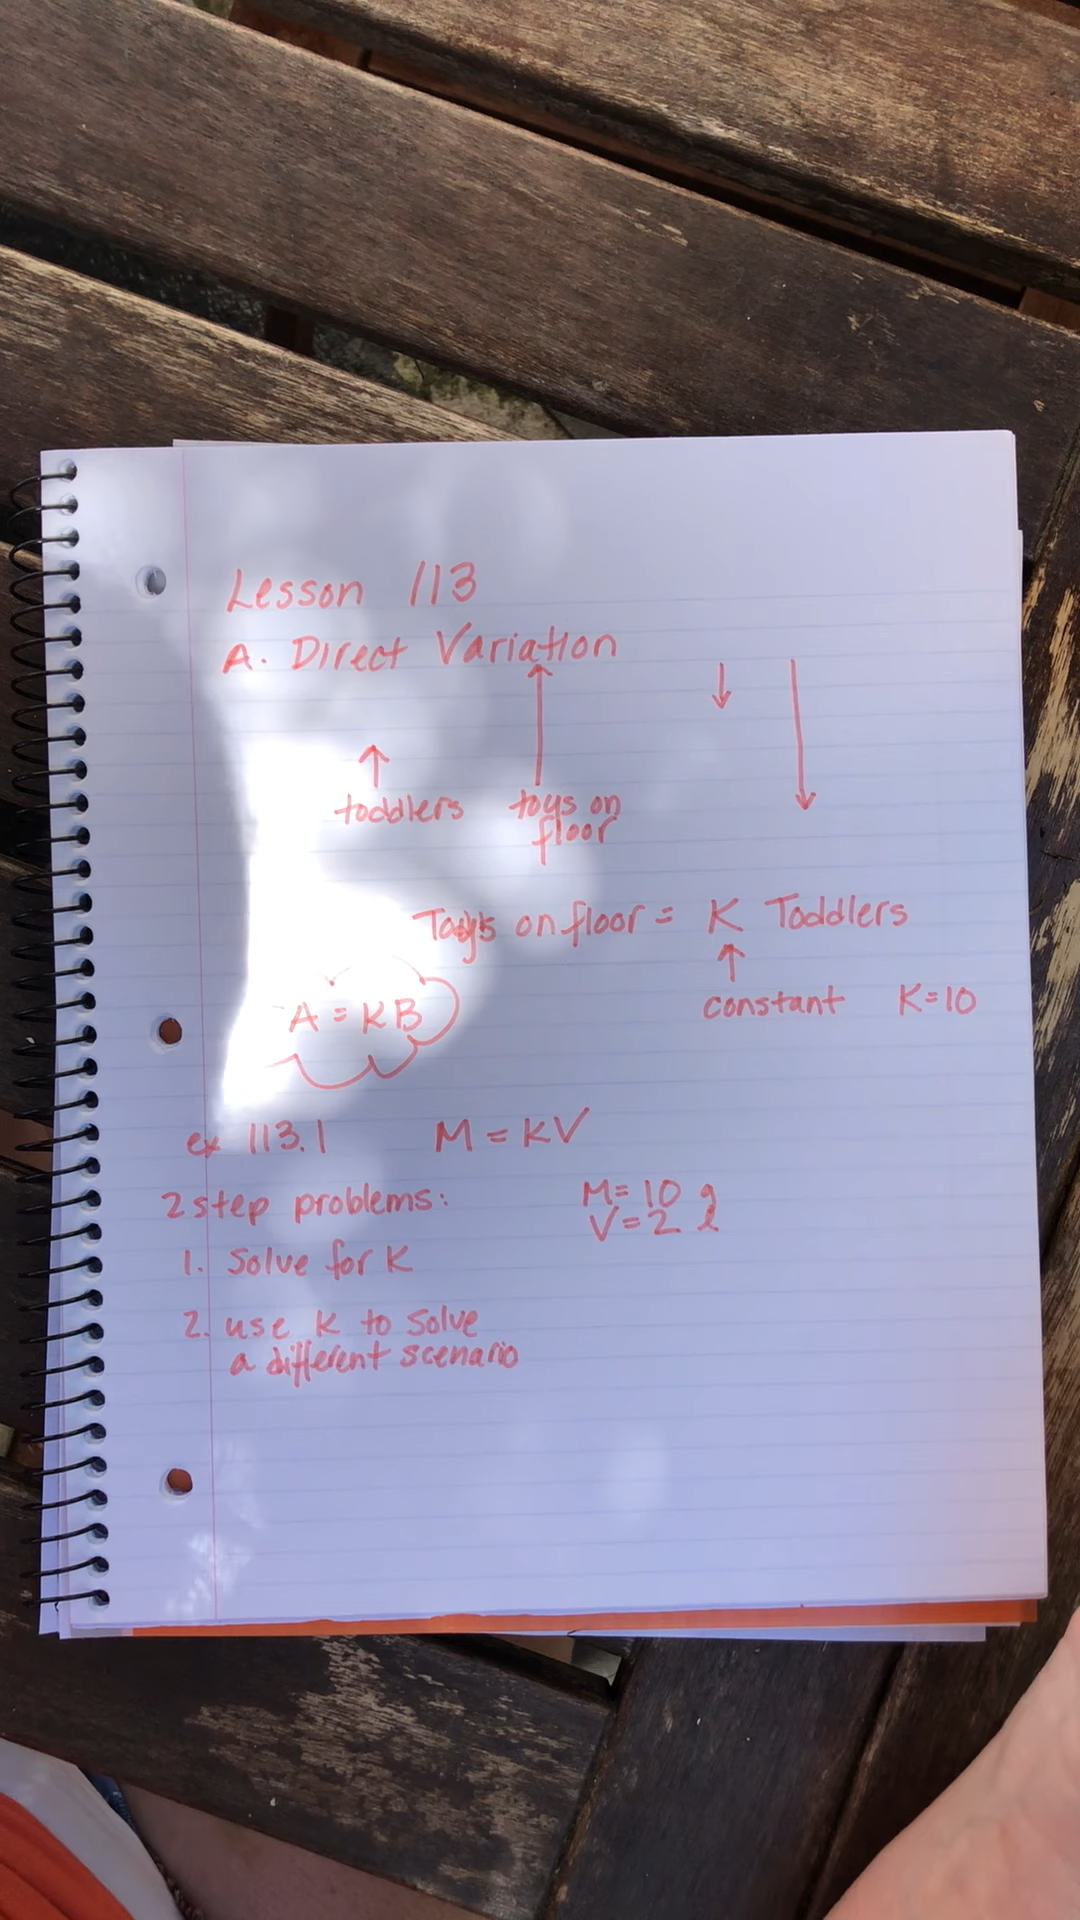 Lesson 113
A. Direct Variation
toddlers toys on
floor
Toys on floor = K Toddlers
constant K=10
A = KB
ex 113.1 M = KV
2 step problems: M = 10 g
V = 2 l
1. Solve for K
2. use K to solve
a different scenario